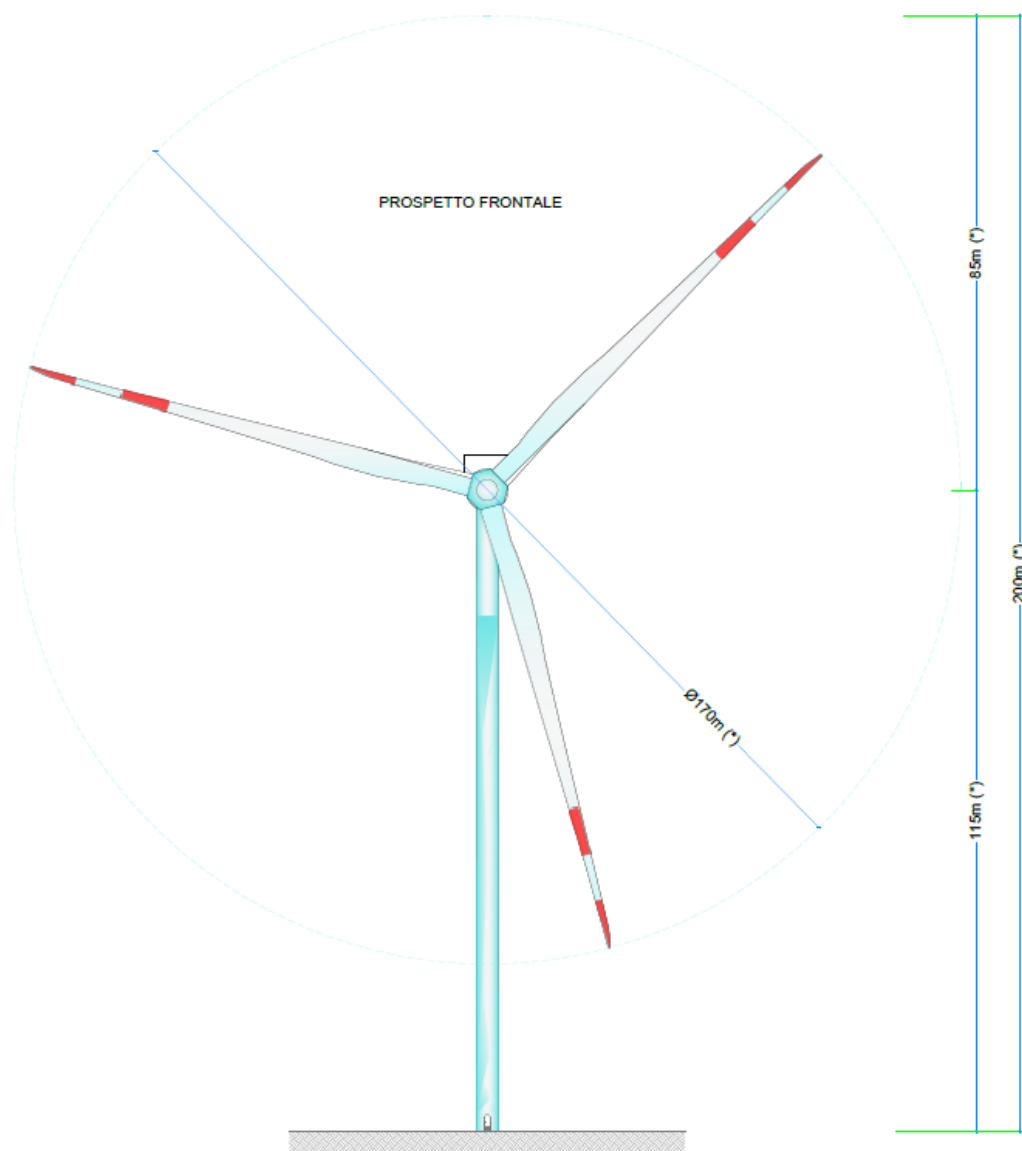 PROSPETTO FRONTALE
85m (*)
200m (*)
Ø170m (*)
115m (*)